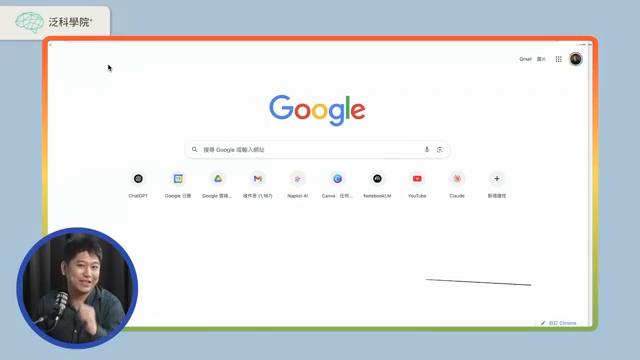 泛科學院+
Gmail 圖片
Google
搜尋 Google 或輸入網址
ChatGPT
Google 日曆
Google 雲端...
收件匣 (1,167)
Napkin AI
Canva：任何...
NotebookLM
YouTube
Claude
新增捷徑
自訂 Chrome